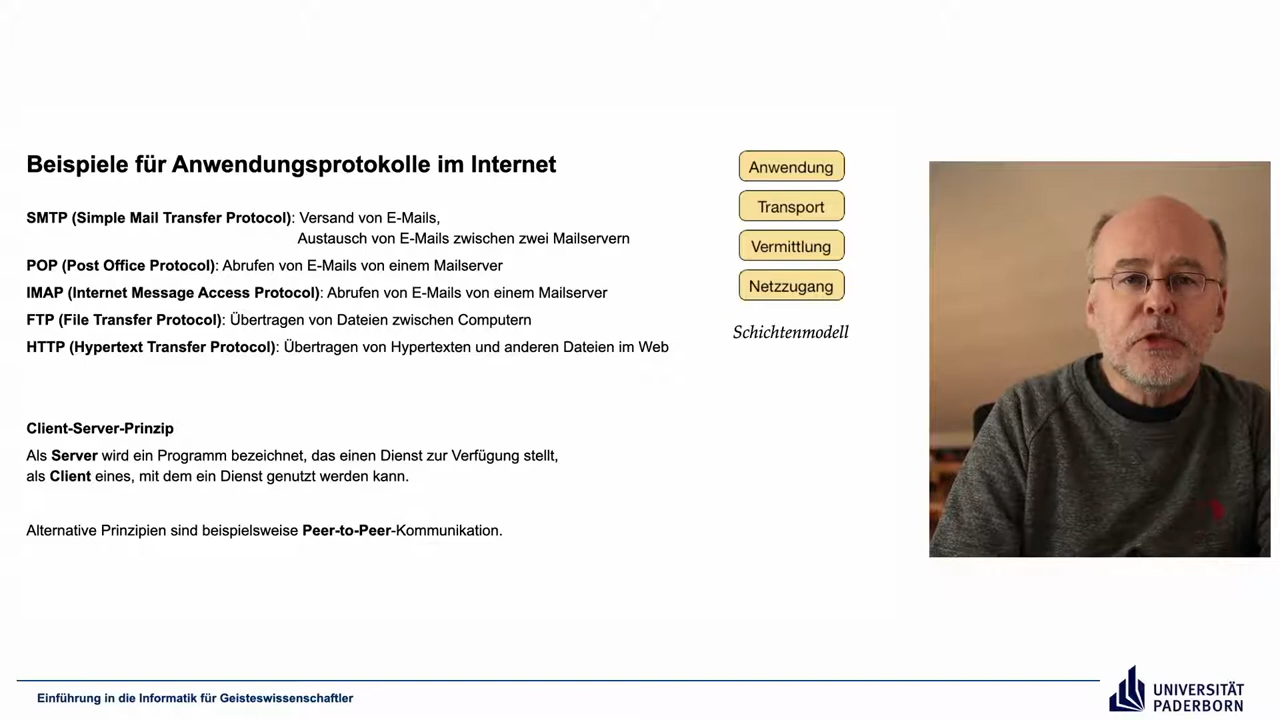 Beispiele für Anwendungsprotokolle im Internet
SMTP (Simple Mail Transfer Protocol): Versand von E-Mails,
Austausch von E-Mails zwischen zwei Mailservern
POP (Post Office Protocol): Abrufen von E-Mails von einem Mailserver
IMAP (Internet Message Access Protocol): Abrufen von E-Mails von einem Mailserver
FTP (File Transfer Protocol): Übertragen von Dateien zwischen Computern
HTTP (Hypertext Transfer Protocol): Übertragen von Hypertexten und anderen Dateien im Web
Client-Server-Prinzip
Als Server wird ein Programm bezeichnet, das einen Dienst zur Verfügung stellt,
als Client eines, mit dem ein Dienst genutzt werden kann.
Alternative Prinzipien sind beispielsweise Peer-to-Peer-Kommunikation.
Anwendung
Transport
Vermittlung
Netzzugang
Schichtenmodell
Einführung in die Informatik für Geisteswissenschaftler
UNIVERSITÄT
PADERBORN